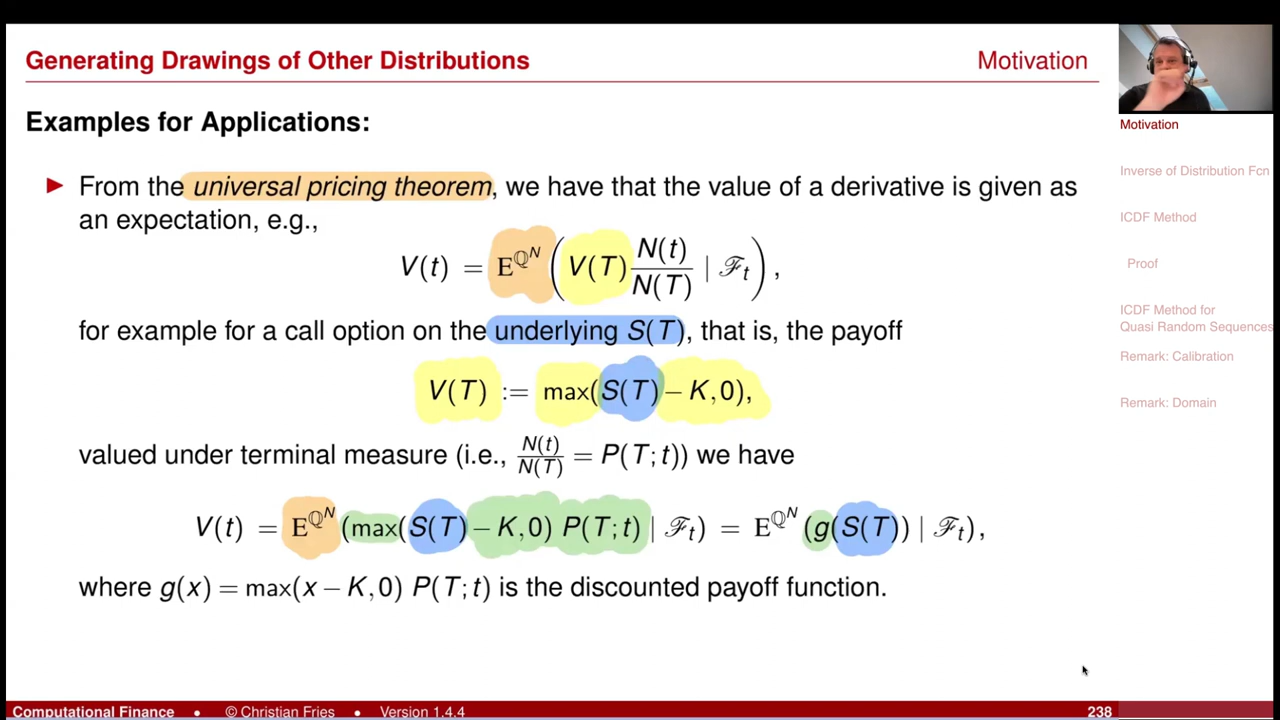 Generating Drawings of Other Distributions
Motivation
Examples for Applications:
► From the universal pricing theorem, we have that the value of a derivative is given as
an expectation, e.g.,
V(t) = E^{ℚ^N} ( V(T) N(t)/N(T) | ℱ_t ) ,
for example for a call option on the underlying S(T), that is, the payoff
V(T) := max(S(T) − K, 0),
valued under terminal measure (i.e., N(t)/N(T) = P(T; t)) we have
V(t) = E^{ℚ^N} (max(S(T) − K, 0) P(T; t) | ℱ_t) = E^{ℚ^N} (g(S(T)) | ℱ_t),
where g(x) = max(x − K, 0) P(T; t) is the discounted payoff function.
Motivation
Inverse of Distribution Fcn
ICDF Method
Proof
ICDF Method for
Quasi Random Sequences
Remark: Calibration
Remark: Domain
Computational Finance • © Christian Fries • Version 1.4.4
238